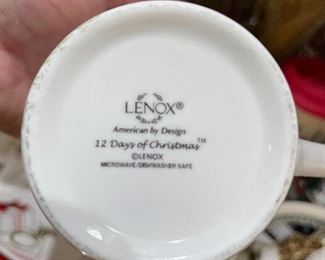 LENOX®
American by Design
12 Days of Christmas™
©LENOX
MICROWAVE/DISHWASHER SAFE